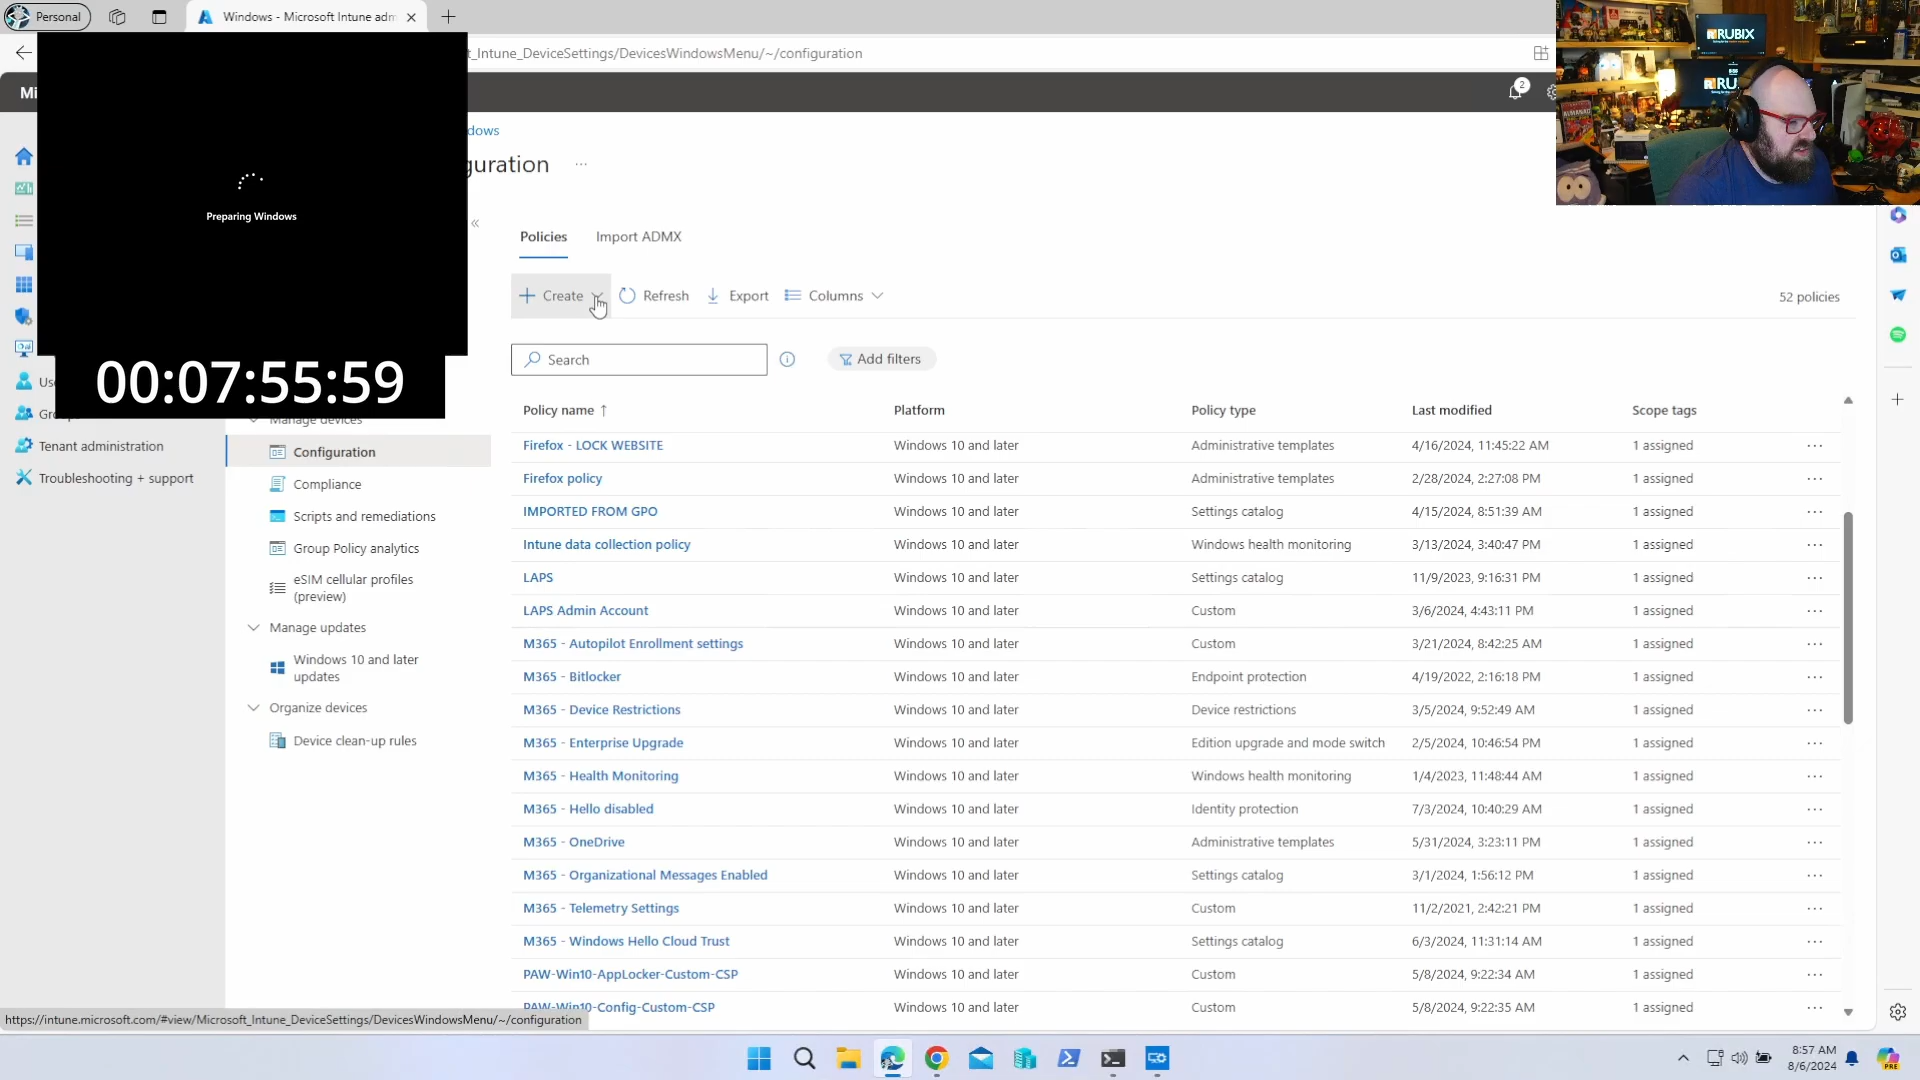 Personal
Windows - Microsoft Intune adm
t_Intune_DeviceSettings/DevicesWindowsMenu/~/configuration
Mi
2
dows
guration
Preparing Windows
00:07:55:59
Policies
Import ADMX
Create
Refresh
Export
Columns
52 policies
Search
Add filters
Us
Gro
Tenant administration
Troubleshooting + support
Manage devices
Configuration
Compliance
Scripts and remediations
Group Policy analytics
eSIM cellular profiles
(preview)
Manage updates
Windows 10 and later
updates
Organize devices
Device clean-up rules
Policy name ↑ Platform Policy type Last modified Scope tags
Firefox - LOCK WEBSITE Windows 10 and later Administrative templates 4/16/2024, 11:45:22 AM 1 assigned
Firefox policy Windows 10 and later Administrative templates 2/28/2024, 2:27:08 PM 1 assigned
IMPORTED FROM GPO Windows 10 and later Settings catalog 4/15/2024, 8:51:39 AM 1 assigned
Intune data collection policy Windows 10 and later Windows health monitoring 3/13/2024, 3:40:47 PM 1 assigned
LAPS Windows 10 and later Settings catalog 11/9/2023, 9:16:31 PM 1 assigned
LAPS Admin Account Windows 10 and later Custom 3/6/2024, 4:43:11 PM 1 assigned
M365 - Autopilot Enrollment settings Windows 10 and later Custom 3/21/2024, 8:42:25 AM 1 assigned
M365 - Bitlocker Windows 10 and later Endpoint protection 4/19/2022, 2:16:18 PM 1 assigned
M365 - Device Restrictions Windows 10 and later Device restrictions 3/5/2024, 9:52:49 AM 1 assigned
M365 - Enterprise Upgrade Windows 10 and later Edition upgrade and mode switch 2/5/2024, 10:46:54 PM 1 assigned
M365 - Health Monitoring Windows 10 and later Windows health monitoring 1/4/2023, 11:48:44 AM 1 assigned
M365 - Hello disabled Windows 10 and later Identity protection 7/3/2024, 10:40:29 AM 1 assigned
M365 - OneDrive Windows 10 and later Administrative templates 5/31/2024, 3:23:11 PM 1 assigned
M365 - Organizational Messages Enabled Windows 10 and later Settings catalog 3/1/2024, 1:56:12 PM 1 assigned
M365 - Telemetry Settings Windows 10 and later Custom 11/2/2021, 2:42:21 PM 1 assigned
M365 - Windows Hello Cloud Trust Windows 10 and later Settings catalog 6/3/2024, 11:31:14 AM 1 assigned
PAW-Win10-AppLocker-Custom-CSP Windows 10 and later Custom 5/8/2024, 9:22:34 AM 1 assigned
PAW-Win10-Config-Custom-CSP Windows 10 and later Custom 5/8/2024, 9:22:35 AM 1 assigned
https://intune.microsoft.com/#view/Microsoft_Intune_DeviceSettings/DevicesWindowsMenu/~/configuration
RUBIX
RU
8:57 AM
8/6/2024
PRE